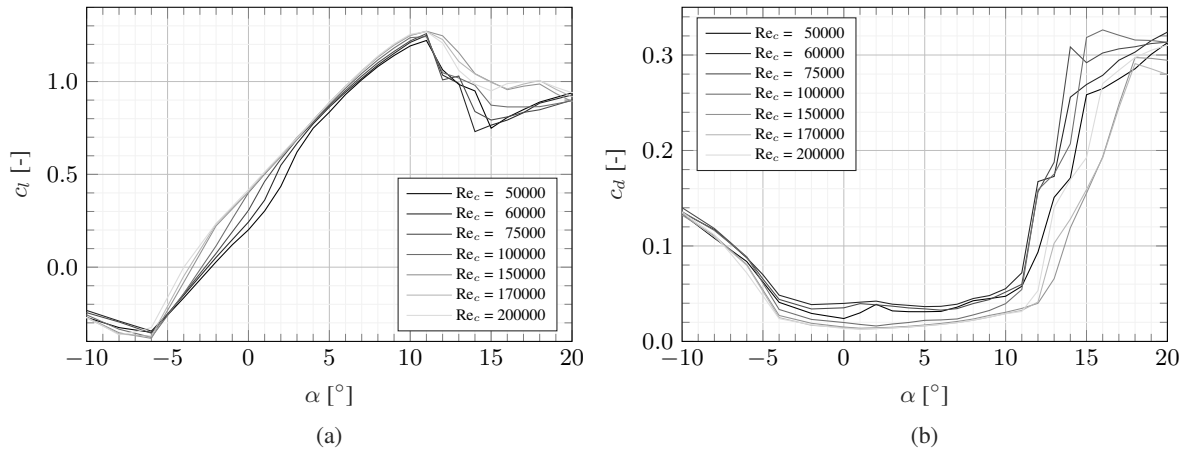 1.0
0.5
0.0
c_l [-]
Re_c = 50000
Re_c = 60000
Re_c = 75000
Re_c = 100000
Re_c = 150000
Re_c = 170000
Re_c = 200000
−10 −5 0 5 10 15 20
α [°]
(a)
0.3
0.2
0.1
0.0
c_d [-]
Re_c = 50000
Re_c = 60000
Re_c = 75000
Re_c = 100000
Re_c = 150000
Re_c = 170000
Re_c = 200000
−10 −5 0 5 10 15 20
α [°]
(b)